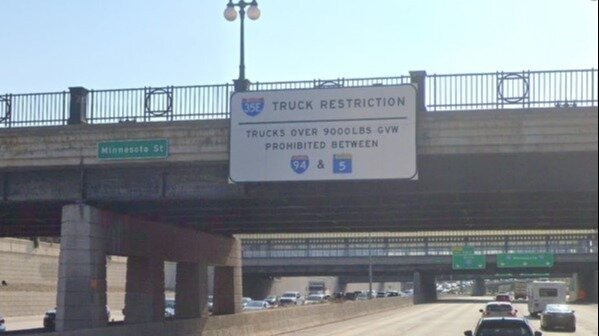 35E TRUCK RESTRICTION
TRUCKS OVER 9000LBS GVW
PROHIBITED BETWEEN
94 & 5
Minnesota St